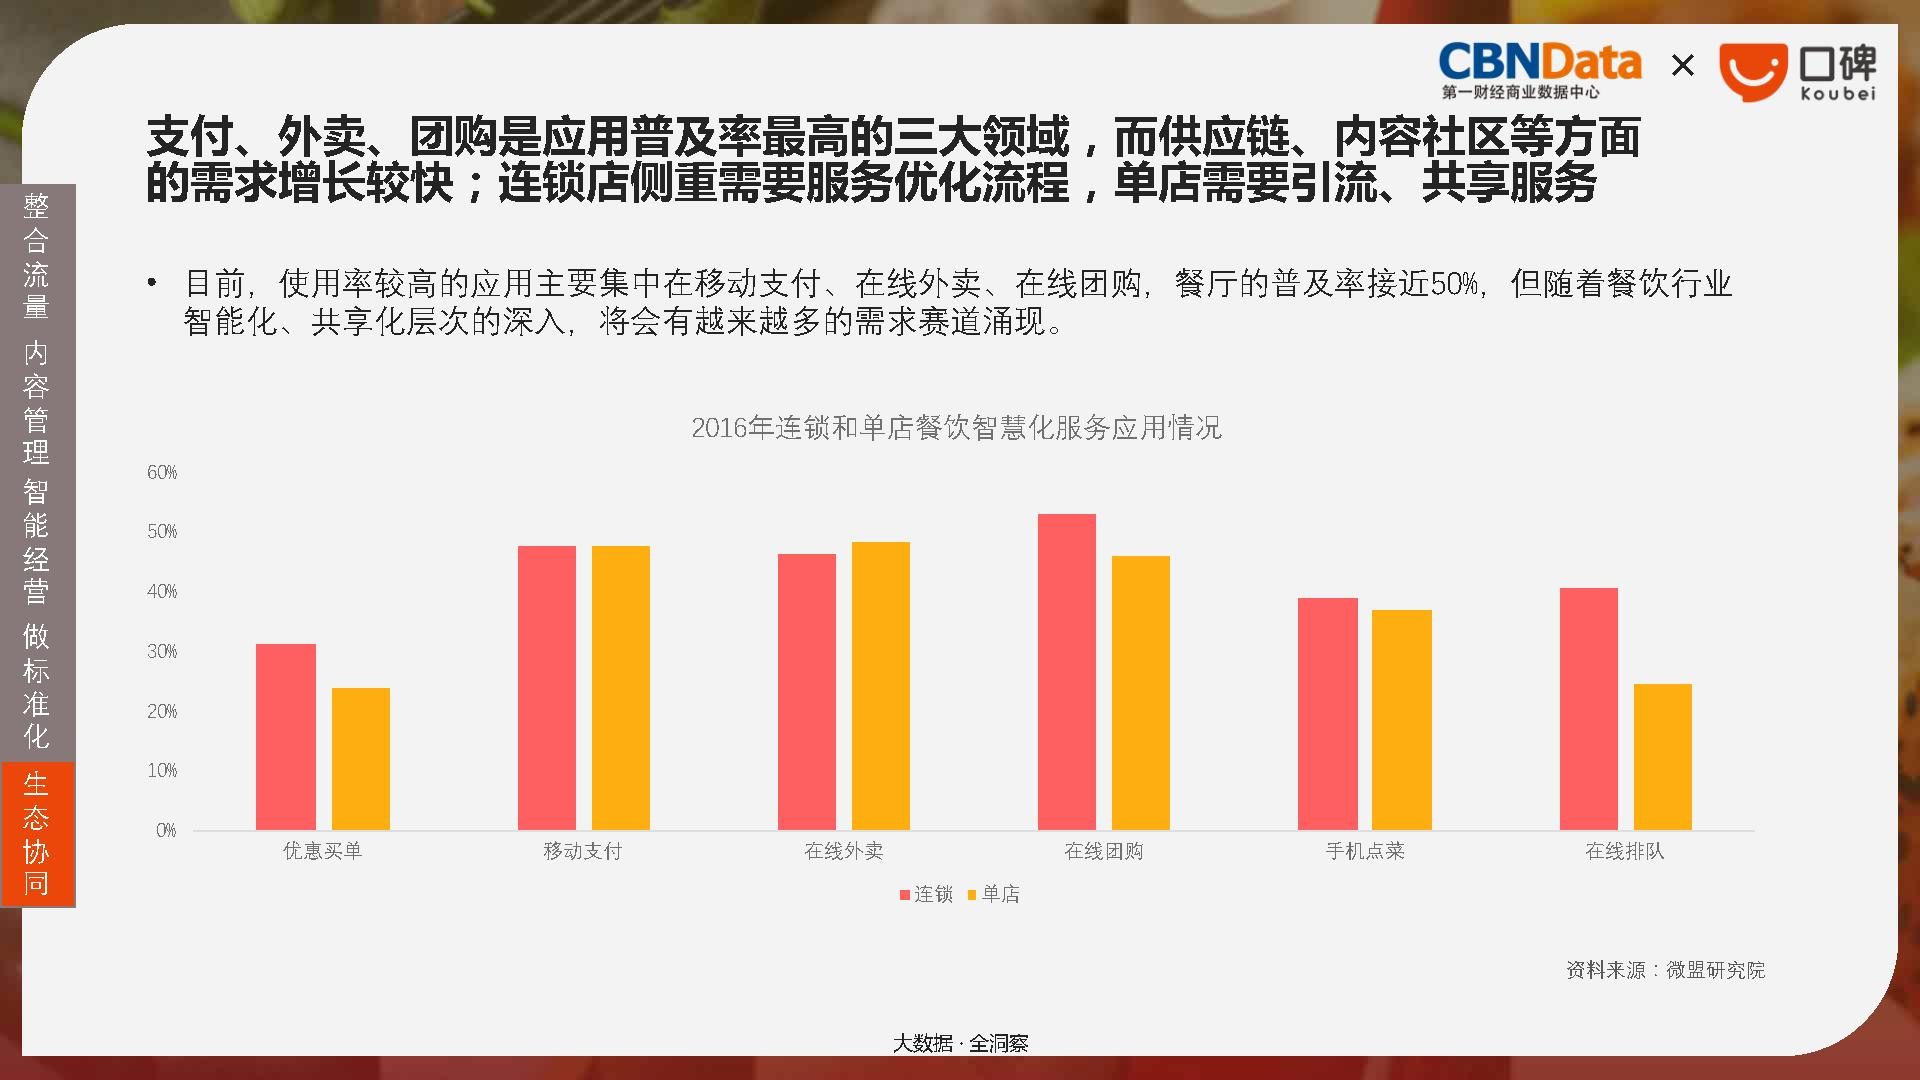 CBNData
第一财经商业数据中心
×
口碑
Koubei
支付、外卖、团购是应用普及率最高的三大领域，而供应链、内容社区等方面
的需求增长较快；连锁店侧重需要服务优化流程，单店需要引流、共享服务
整合流量
内容管理
智能经营
做标准化
生态协同
• 目前，使用率较高的应用主要集中在移动支付、在线外卖、在线团购，餐厅的普及率接近50%，但随着餐饮行业
智能化、共享化层次的深入，将会有越来越多的需求赛道涌现。
2016年连锁和单店餐饮智慧化服务应用情况
60%
50%
40%
30%
20%
10%
0%
优惠买单 移动支付 在线外卖 在线团购 手机点菜 在线排队
连锁 单店
资料来源：微盟研究院
大数据·全洞察